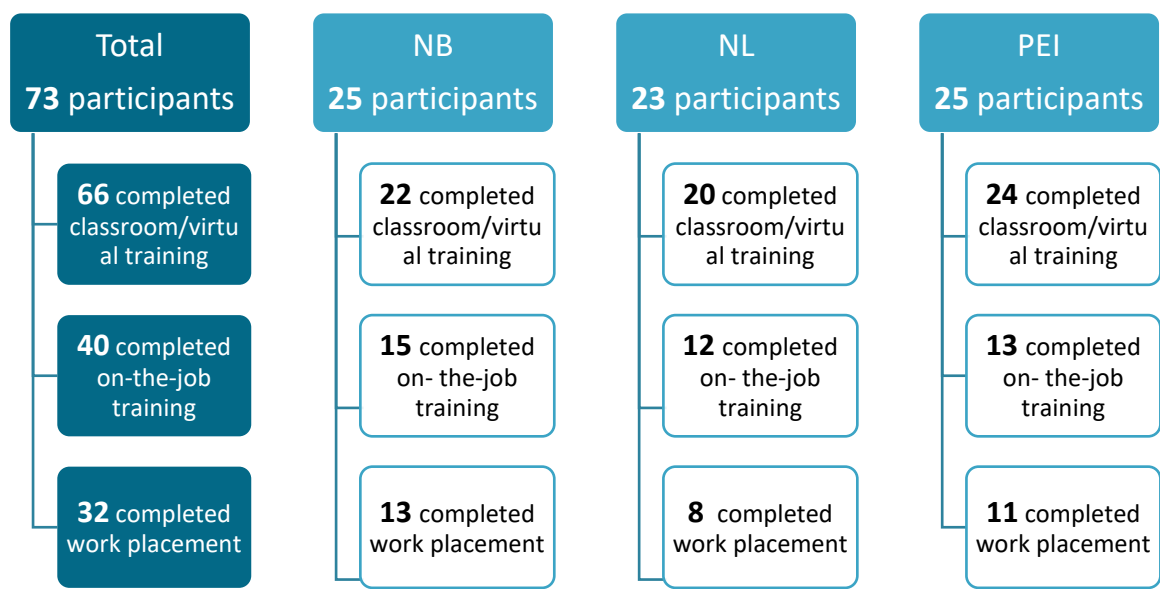 Total
73 participants
66 completed
classroom/virtu
al training
40 completed
on-the-job
training
32 completed
work placement
NB
25 participants
22 completed
classroom/virtu
al training
15 completed
on- the-job
training
13 completed
work placement
NL
23 participants
20 completed
classroom/virtu
al training
12 completed
on- the-job
training
8 completed
work placement
PEI
25 participants
24 completed
classroom/virtu
al training
13 completed
on- the-job
training
11 completed
work placement